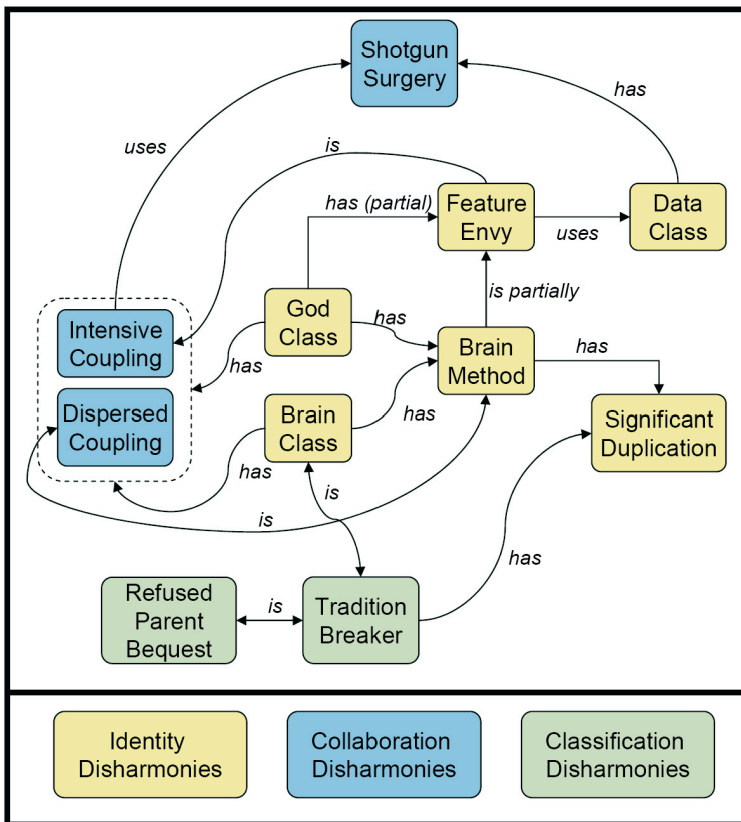 Shotgun
Surgery
has
uses
is
has (partial)
Feature
Envy
uses
Data
Class
is partially
God
Class
has
Intensive
Coupling
has
Brain
Method
has
Dispersed
Coupling
Brain
Class
has
Significant
Duplication
has
is
is
has
Refused
Parent
Bequest
is
Tradition
Breaker
Identity
Disharmonies
Collaboration
Disharmonies
Classification
Disharmonies